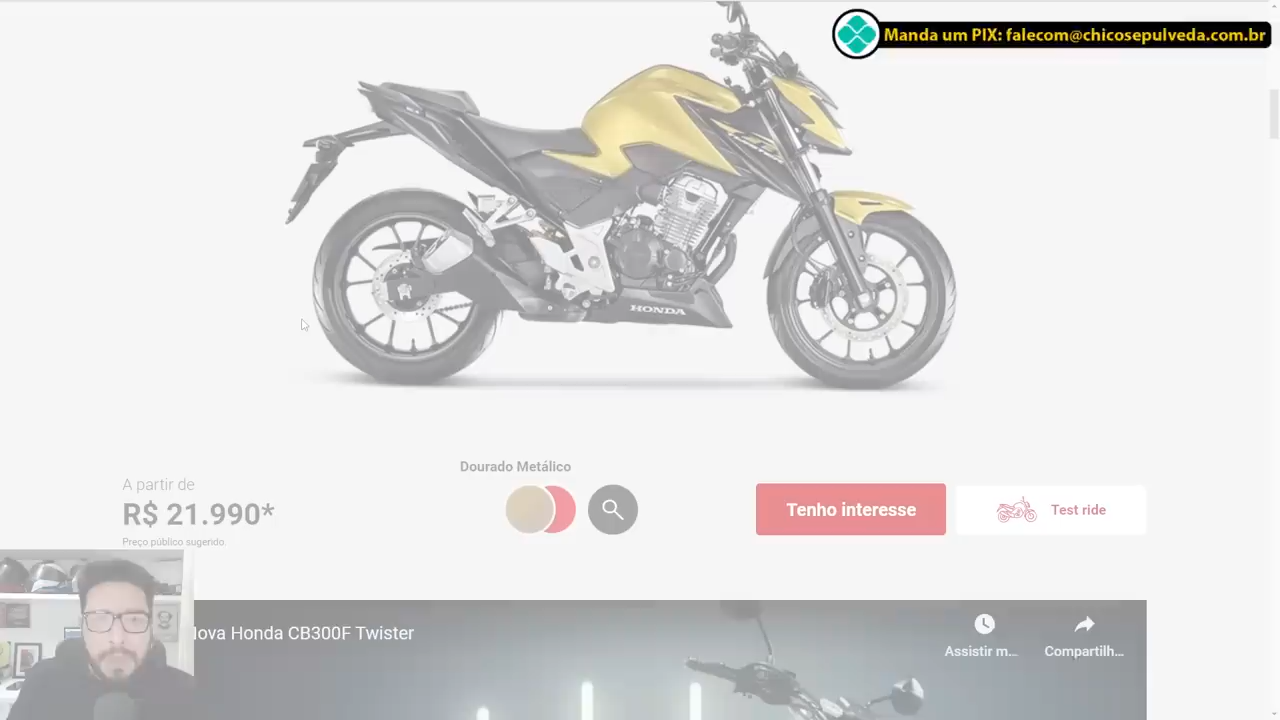 Manda um PIX: falecom@chicosepulveda.com.br
HONDA
Dourado Metálico
A partir de
R$ 21.990*
Preço público sugerido.
Tenho interesse
Test ride
Nova Honda CB300F Twister
Assistir m...
Compartilh...